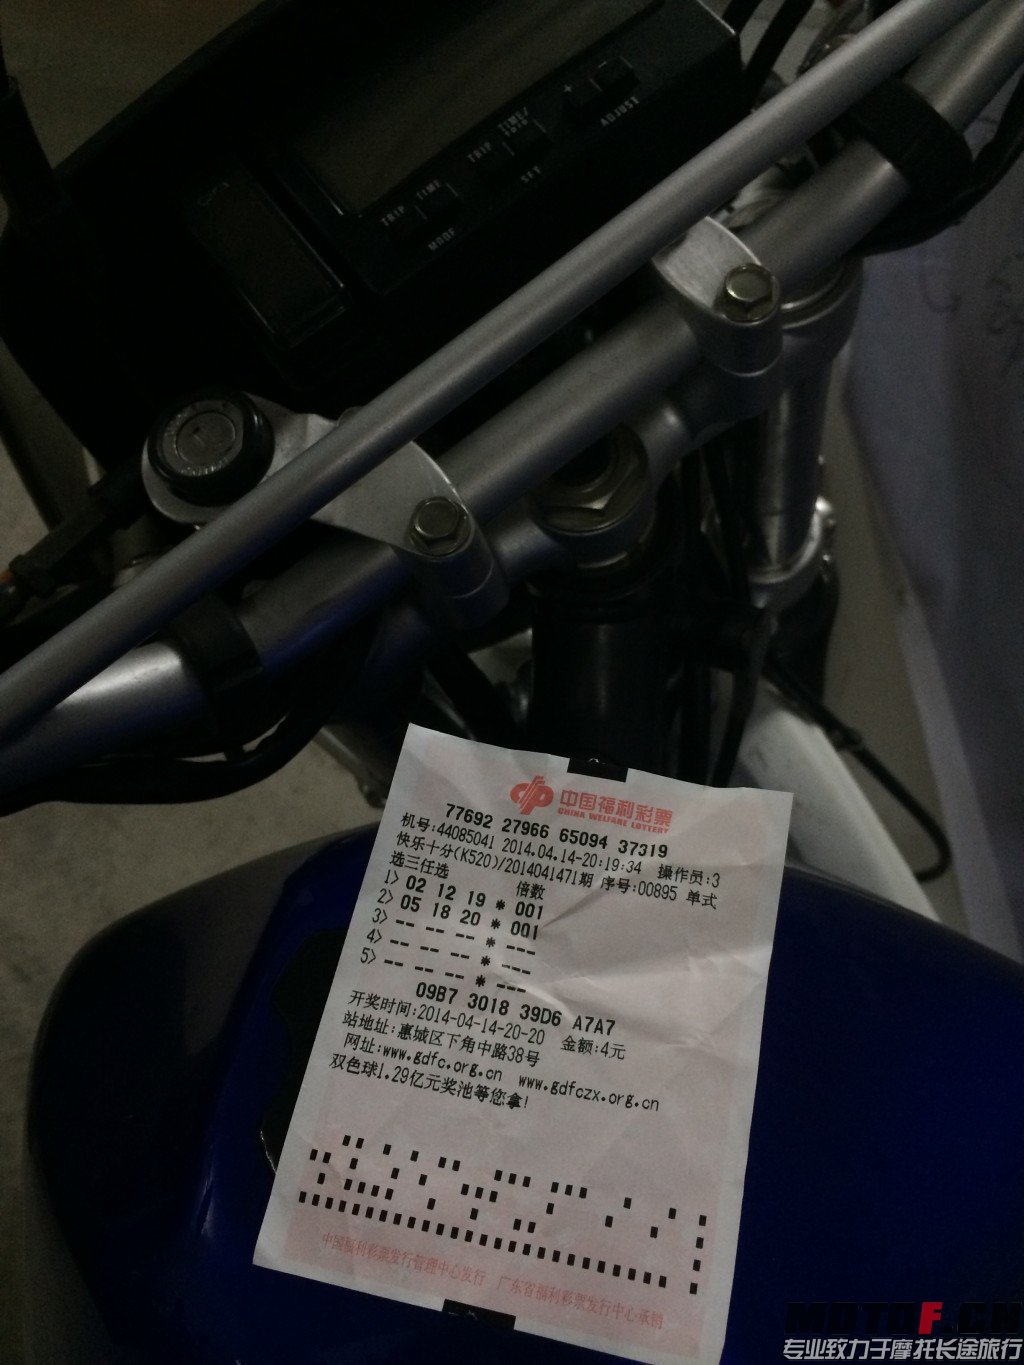 TRIP TIME
MODE
TRIP TIME/
SET
+
ADJUST
中国福利彩票
CHINA WELFARE LOTTERY
77692 27966 65094 37319
机号:44085041 2014.04.14-20:19:34 操作员:3
快乐十分(K520)/2014041471期 序号:00895 单式
选三任选 倍数
1> 02 12 19 * 001
2> 05 18 20 * 001
3> -- -- -- * ---
4> -- -- -- * ---
5> -- -- -- * ---
09B7 3018 39D6 A7A7
开奖时间:2014-04-14-20-20 金额:4元
站地址:惠城区下角中路38号
网址:www.gdfc.org.cn www.gdfczx.org.cn
双色球1.29亿元奖池等您拿!
中国福利彩票发行管理中心发行 广东省福利彩票发行中心承销
MOTOF.CN
专业致力于摩托长途旅行